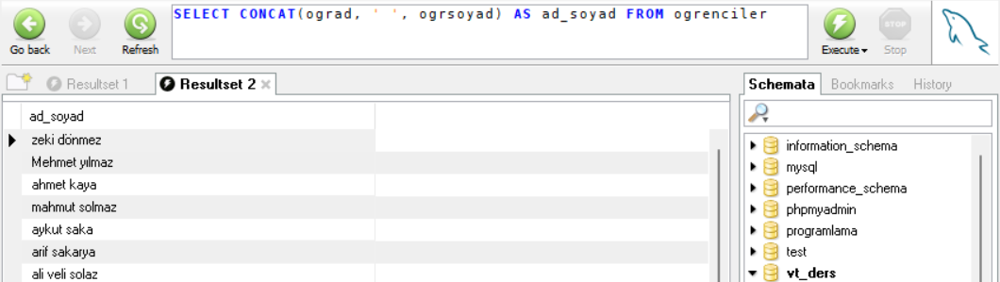 SELECT CONCAT(ograd, ' ', ogrsoyad) AS ad_soyad FROM ogrenciler
Go back
Next
Refresh
Execute
Stop
STOP
Resultset 1
Resultset 2
Schemata
Bookmarks
History
ad_soyad
zeki dönmez
Mehmet yılmaz
ahmet kaya
mahmut solmaz
aykut saka
arif sakarya
ali veli solaz
information_schema
mysql
performance_schema
phpmyadmin
programlama
test
vt_ders